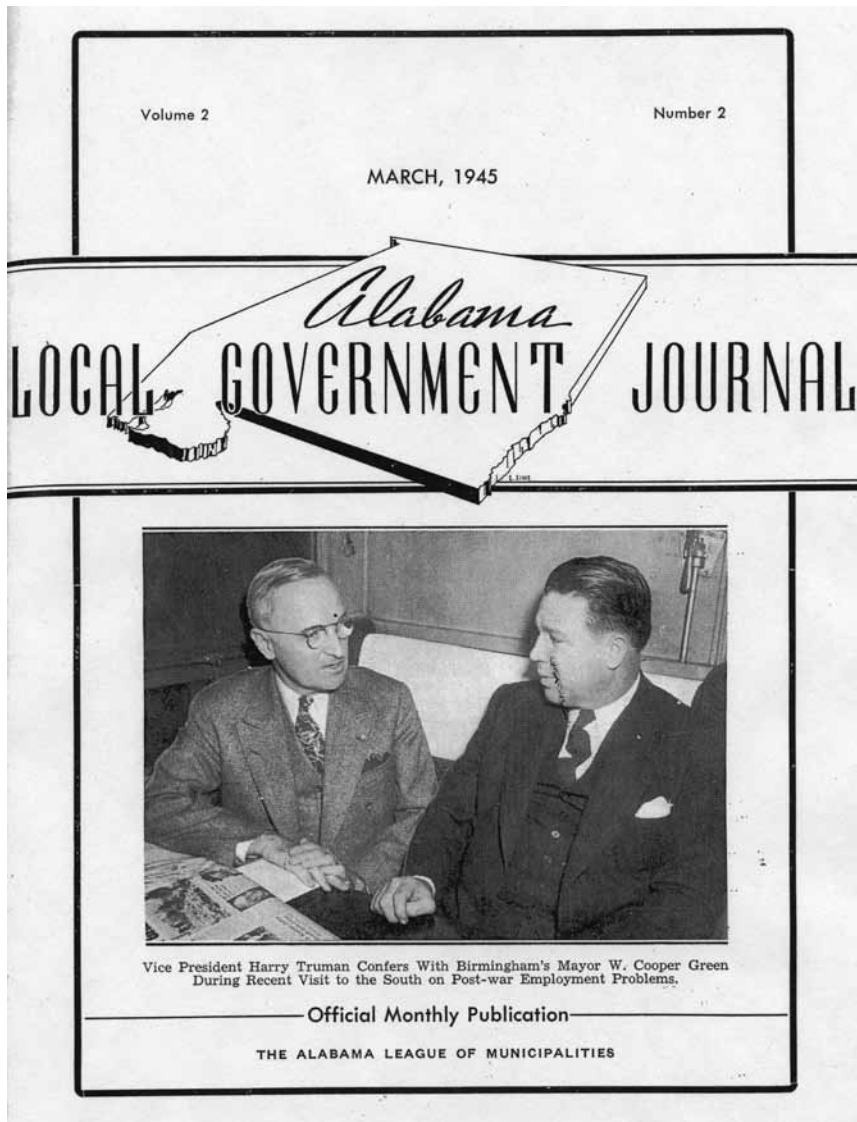 Volume 2
Number 2
MARCH, 1945
Alabama
LOCAL GOVERNMENT JOURNAL
Vice President Harry Truman Confers With Birmingham's Mayor W. Cooper Green
During Recent Visit to the South on Post-war Employment Problems.
Official Monthly Publication
THE ALABAMA LEAGUE OF MUNICIPALITIES